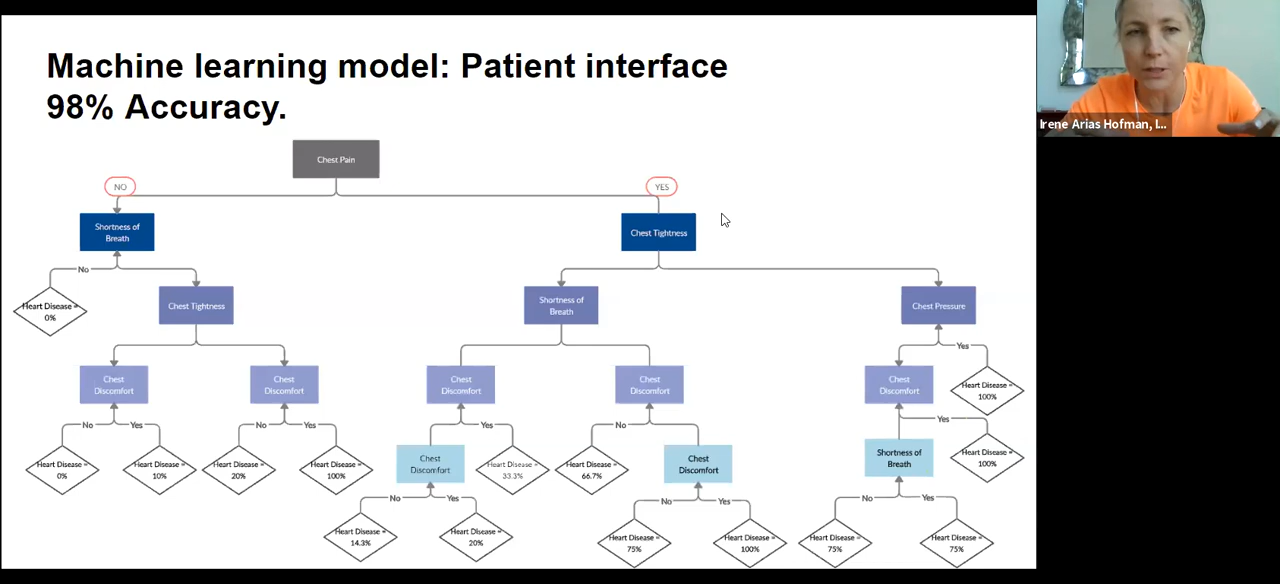 Machine learning model: Patient interface
98% Accuracy.
Irene Arias Hofman, I...
Chest Pain
NO
YES
Shortness of
Breath
Chest Tightness
No
Heart Disease =
0%
Chest Tightness
Shortness of
Breath
Chest Pressure
Yes
Heart Disease =
100%
Chest
Discomfort
Chest
Discomfort
Chest
Discomfort
Chest
Discomfort
Chest
Discomfort
No
Yes
No
Yes
Yes
No
Yes
Heart Disease =
0%
Heart Disease =
10%
Heart Disease =
20%
Heart Disease =
100%
Chest
Discomfort
Heart Disease =
33.3%
Heart Disease =
66.7%
Chest
Discomfort
Shortness of
Breath
Heart Disease =
100%
No
Yes
No
Yes
No
Yes
Heart Disease =
14.3%
Heart Disease =
20%
Heart Disease =
75%
Heart Disease =
100%
Heart Disease =
75%
Heart Disease =
75%